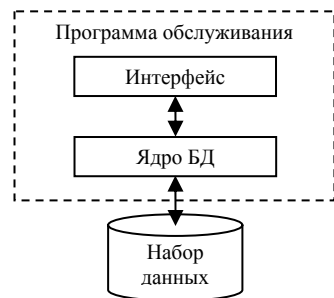 Программа обслуживания
Интерфейс
Ядро БД
Набор
данных